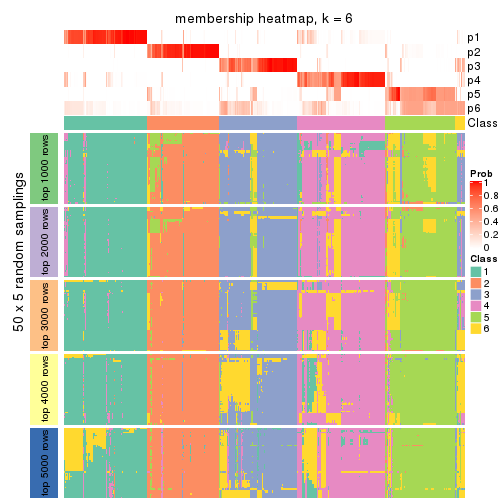 membership heatmap, k = 6
p1
p2
p3
p4
p5
p6
Class
50 x 5 random samplings
top 1000 rows
top 2000 rows
top 3000 rows
top 4000 rows
top 5000 rows
Prob
1
0.8
0.6
0.4
0.2
0
Class
1
2
3
4
5
6